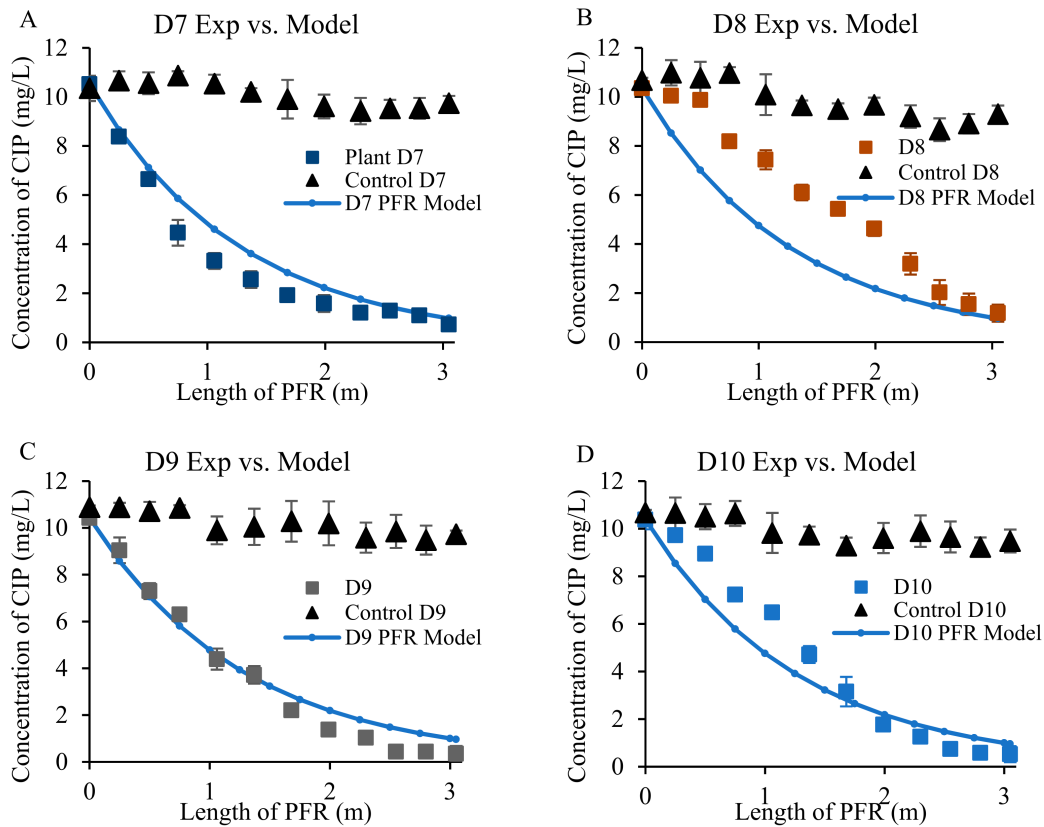 A
D7 Exp vs. Model
Concentration of CIP (mg/L)
12
10
8
6
4
2
0
Plant D7
Control D7
D7 PFR Model
0 1 2 3
Length of PFR (m)
B
D8 Exp vs. Model
Concentration of CIP (mg/L)
12
10
8
6
4
2
0
D8
Control D8
D8 PFR Model
0 1 2 3
Length of PFR (m)
C
D9 Exp vs. Model
Concentration of CIP (mg/L)
12
10
8
6
4
2
0
D9
Control D9
D9 PFR Model
0 1 2 3
Length of PFR (m)
D
D10 Exp vs. Model
Concentration of CIP (mg/L)
12
10
8
6
4
2
0
D10
Control D10
D10 PFR Model
0 1 2 3
Length of PFR (m)